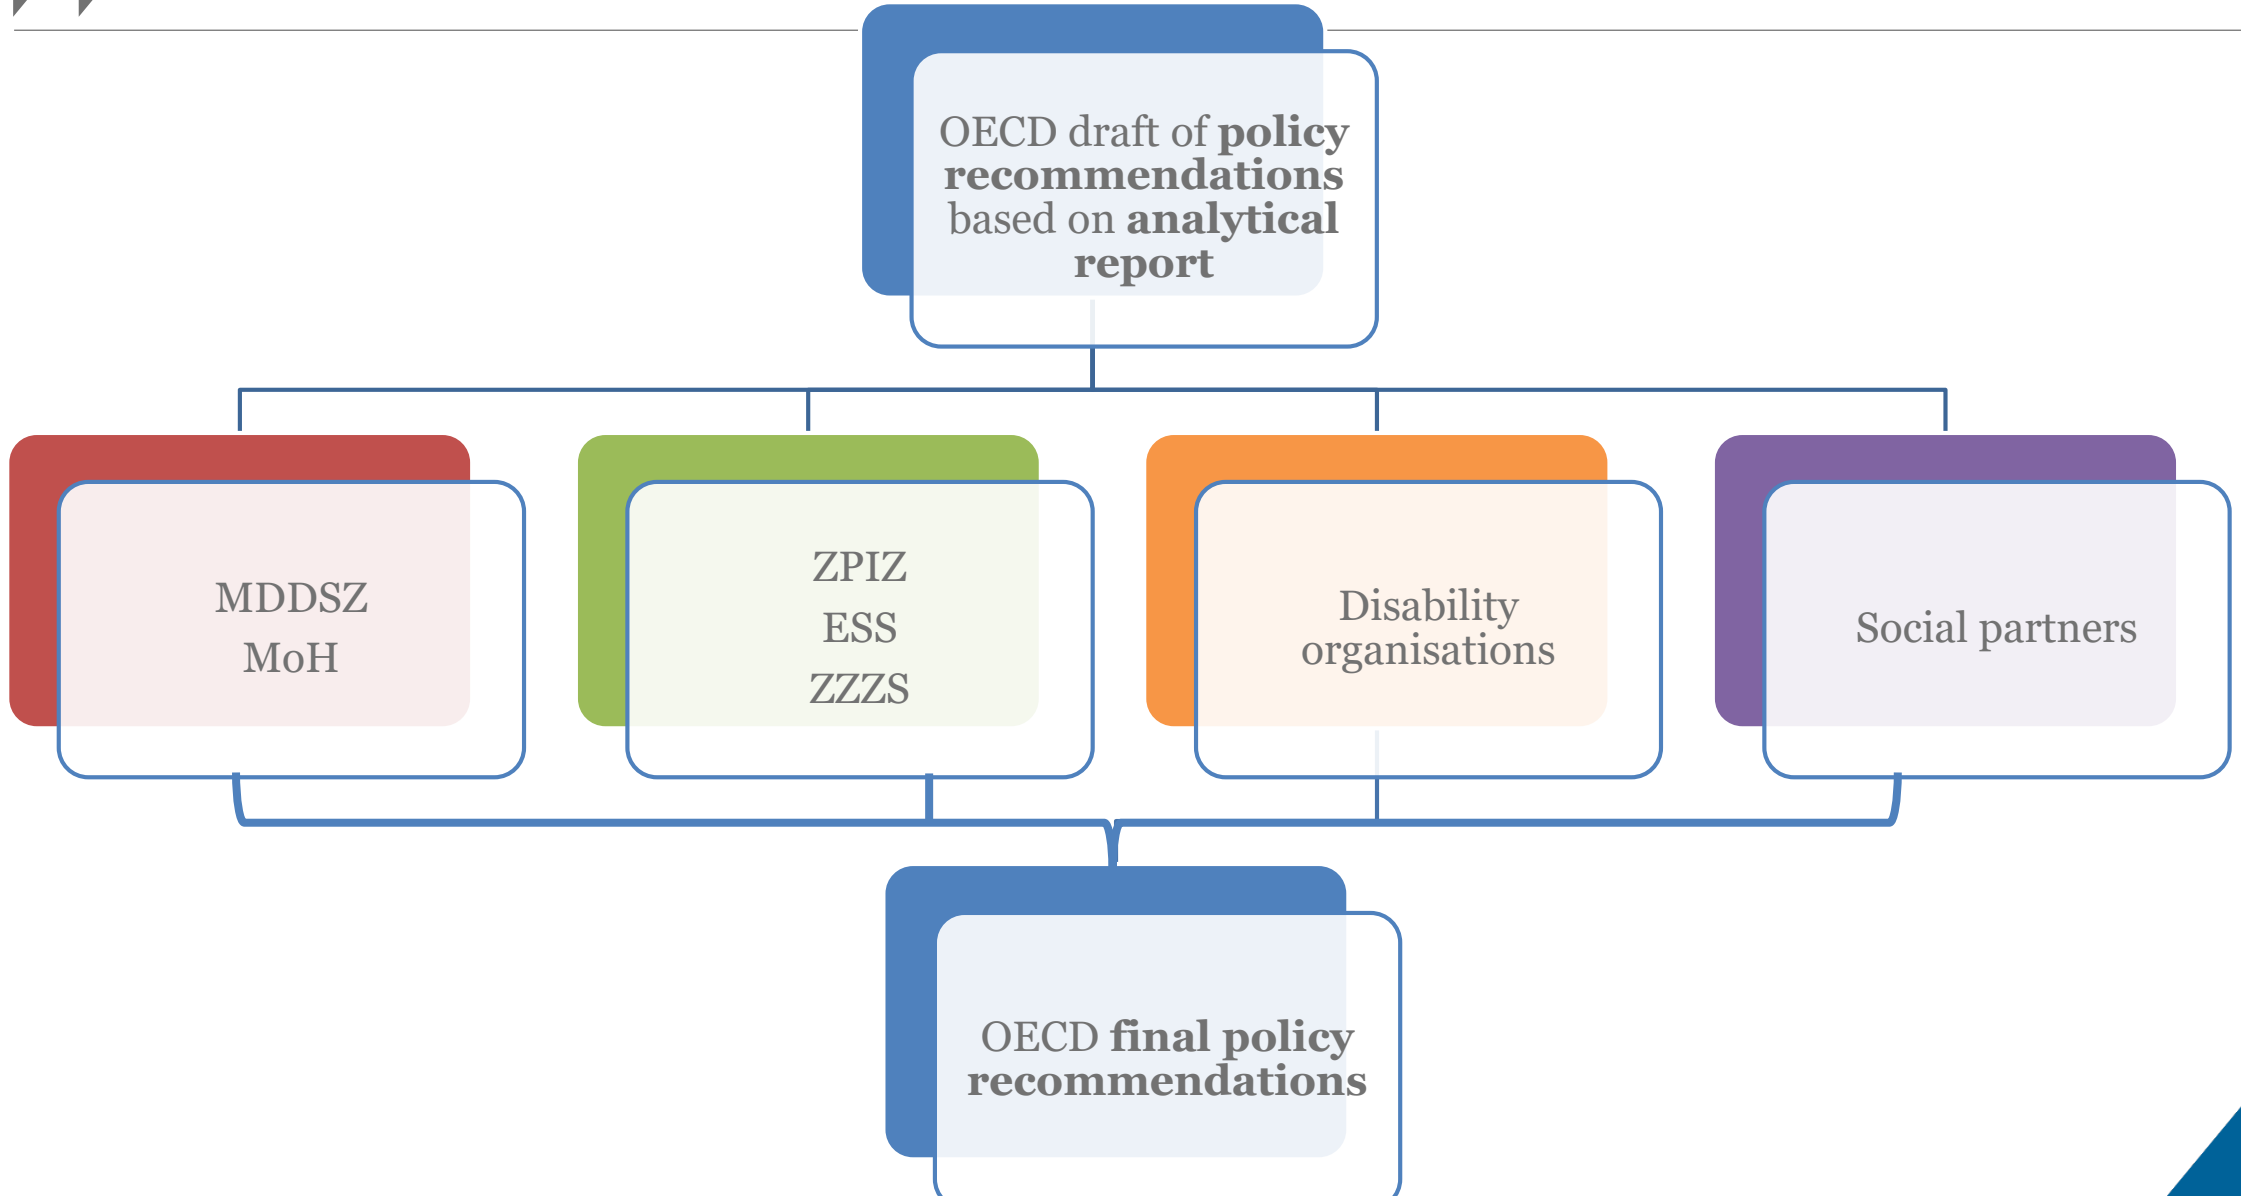 OECD draft of policy
recommendations
based on analytical
report
MDDSZ
MoH
ZPIZ
ESS
ZZZS
Disability
organisations
Social partners
OECD final policy
recommendations